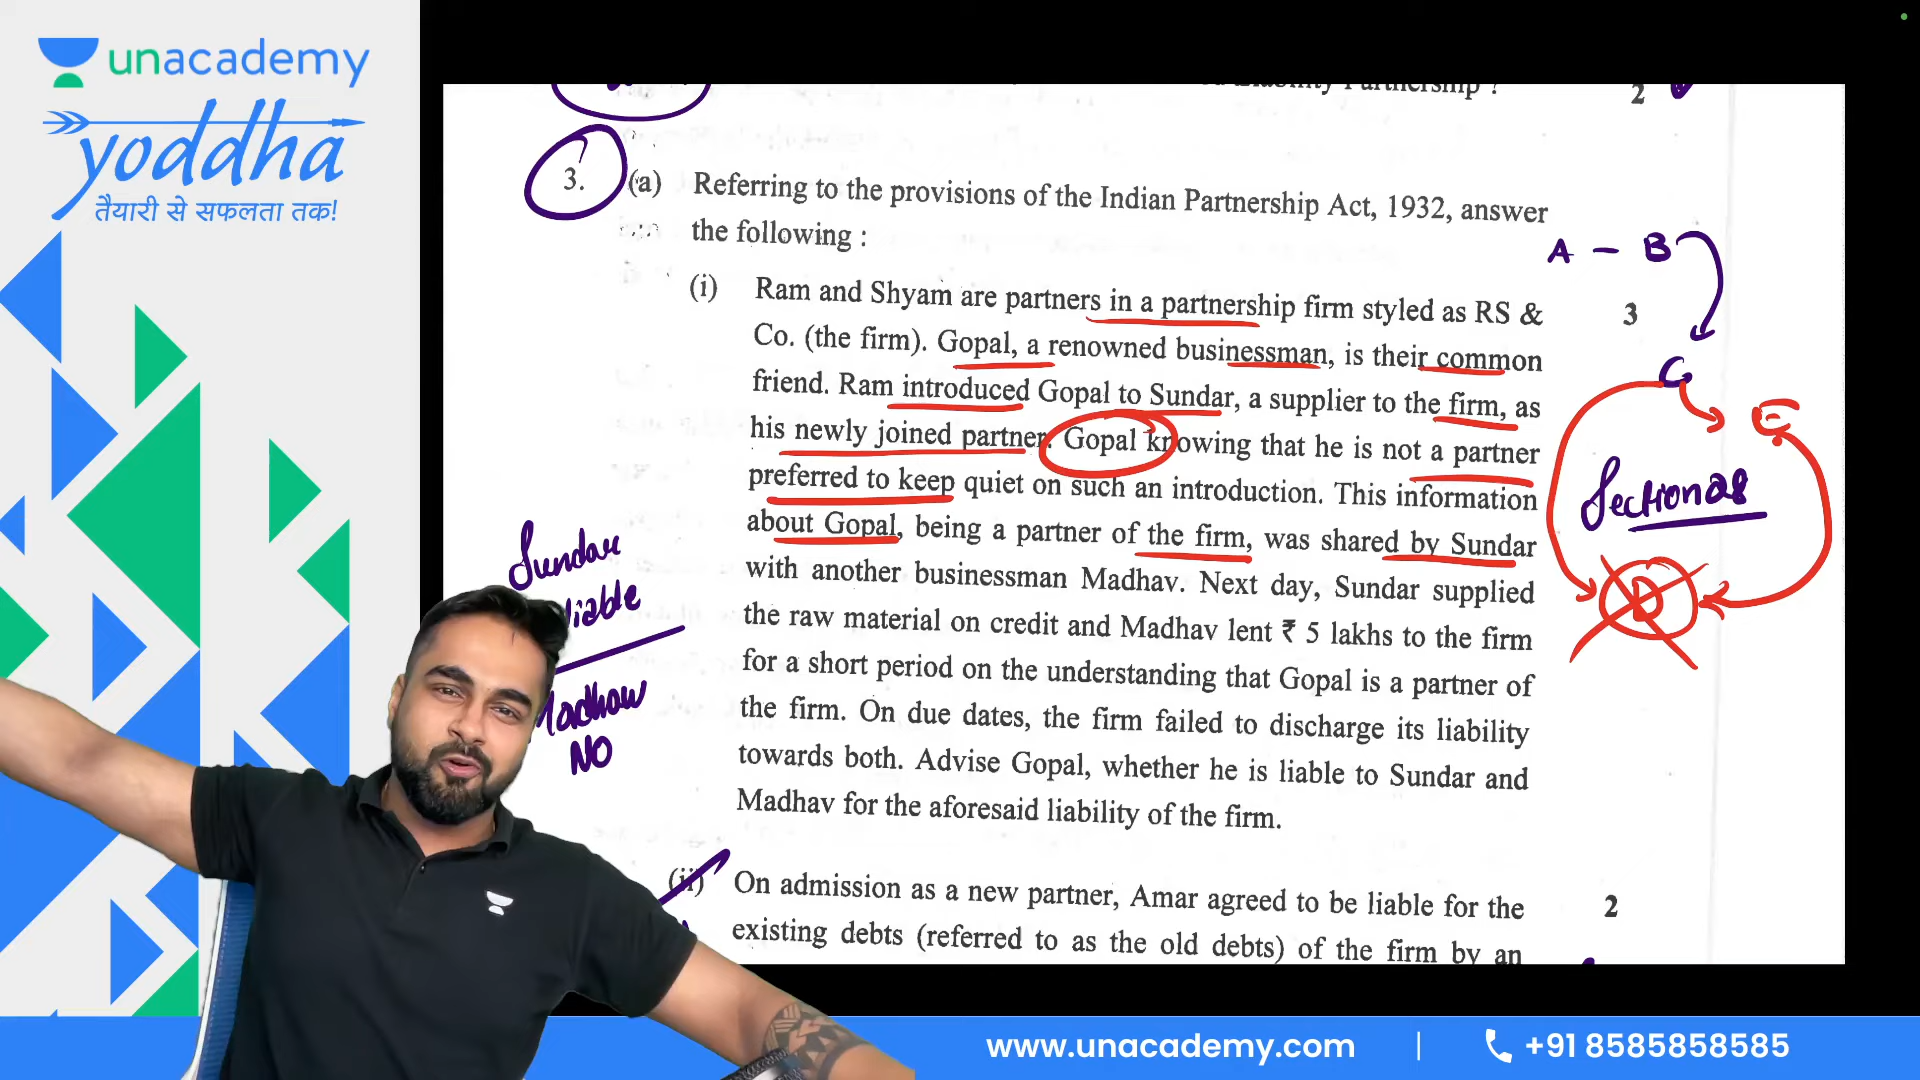 unacademy
yoddha
तैयारी से सफलता तक!
Partnership ?
2
3. (a) Referring to the provisions of the Indian Partnership Act, 1932, answer
the following :
A – B
(i) Ram and Shyam are partners in a partnership firm styled as RS & 3
Co. (the firm). Gopal, a renowned businessman, is their common
friend. Ram introduced Gopal to Sundar, a supplier to the firm, as
his newly joined partner. Gopal knowing that he is not a partner
preferred to keep quiet on such an introduction. This information
about Gopal, being a partner of the firm, was shared by Sundar
with another businessman Madhav. Next day, Sundar supplied
the raw material on credit and Madhav lent ₹ 5 lakhs to the firm
for a short period on the understanding that Gopal is a partner of
the firm. On due dates, the firm failed to discharge its liability
towards both. Advise Gopal, whether he is liable to Sundar and
Madhav for the aforesaid liability of the firm.
Section 28
D
Sundar
liable
NO
(ii) On admission as a new partner, Amar agreed to be liable for the 2
existing debts (referred to as the old debts) of the firm by an
www.unacademy.com | +91 8585858585